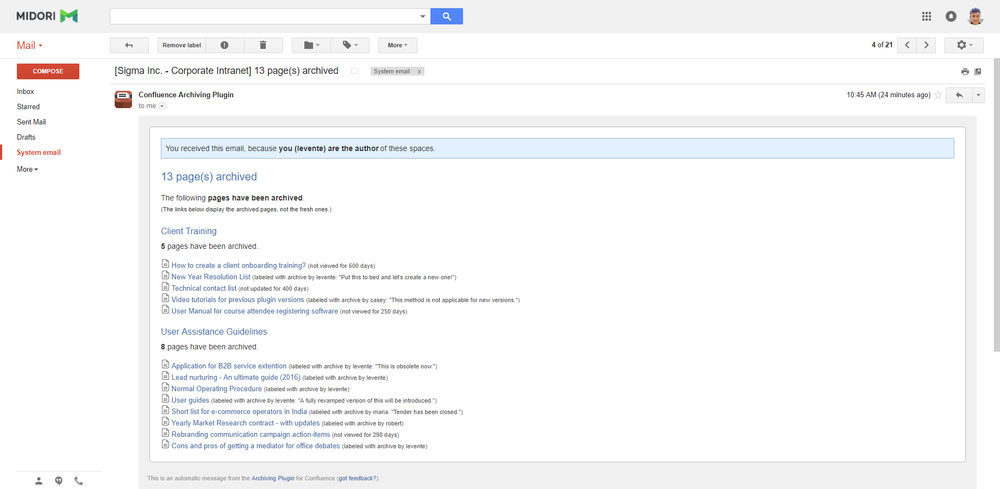 MIDORI
Mail
Remove label
More
4 of 21
COMPOSE
[Sigma Inc. - Corporate Intranet] 13 page(s) archived
System email x
Inbox
Starred
Sent Mail
Drafts
System email
More
Confluence Archiving Plugin
to me
10:45 AM (24 minutes ago)
You received this email, because you (levente) are the author of these spaces.
13 page(s) archived
The following pages have been archived.
(The links below display the archived pages, not the fresh ones.)
Client Training
5 pages have been archived.
How to create a client onboarding training? (not viewed for 600 days)
New Year Resolution List (labeled with archive by levente: "Put this to bed and let's create a new one!")
Technical contact list (not updated for 400 days)
Video tutorials for previous plugin versions (labeled with archive by casey: "This method is not applicable for new versions.")
User Manual for course attendee registering software (not viewed for 250 days)
User Assistance Guidelines
8 pages have been archived.
Application for B2B service extention (labeled with archive by levente: "This is obsolete now.")
Lead nurturing - An ultimate guide (2016) (labeled with archive by levente)
Normal Operating Procedure (labeled with archive by levente)
User guides (labeled with archive by levente: "A fully revamped version of this will be introduced.")
Short list for e-commerce operators in India (labeled with archive by maria: "Tender has been closed.")
Yearly Market Research contract - with updates (labeled with archive by robert)
Rebranding communication campaign action-items (not viewed for 298 days)
Cons and pros of getting a mediator for office debates (labeled with archive by levente)
This is an automatic message from the Archiving Plugin for Confluence (got feedback?).